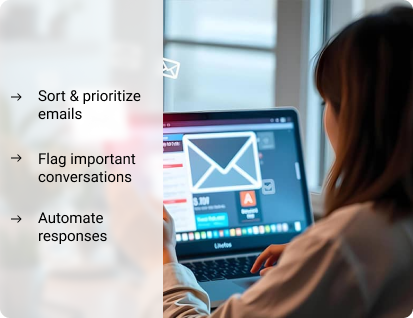 → Sort & prioritize
emails
→ Flag important
conversations
→ Automate
responses